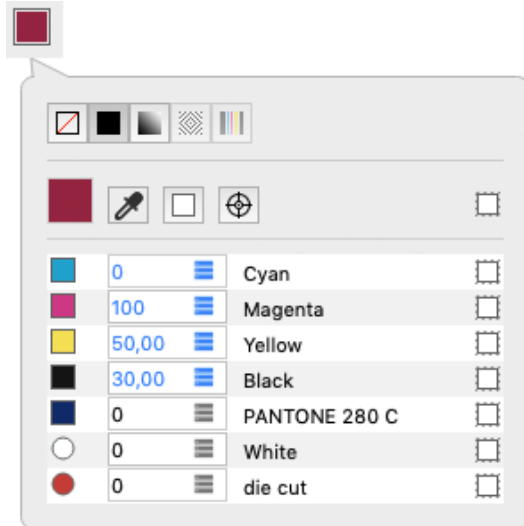 0 Cyan
100 Magenta
50,00 Yellow
30,00 Black
0 PANTONE 280 C
0 White
0 die cut